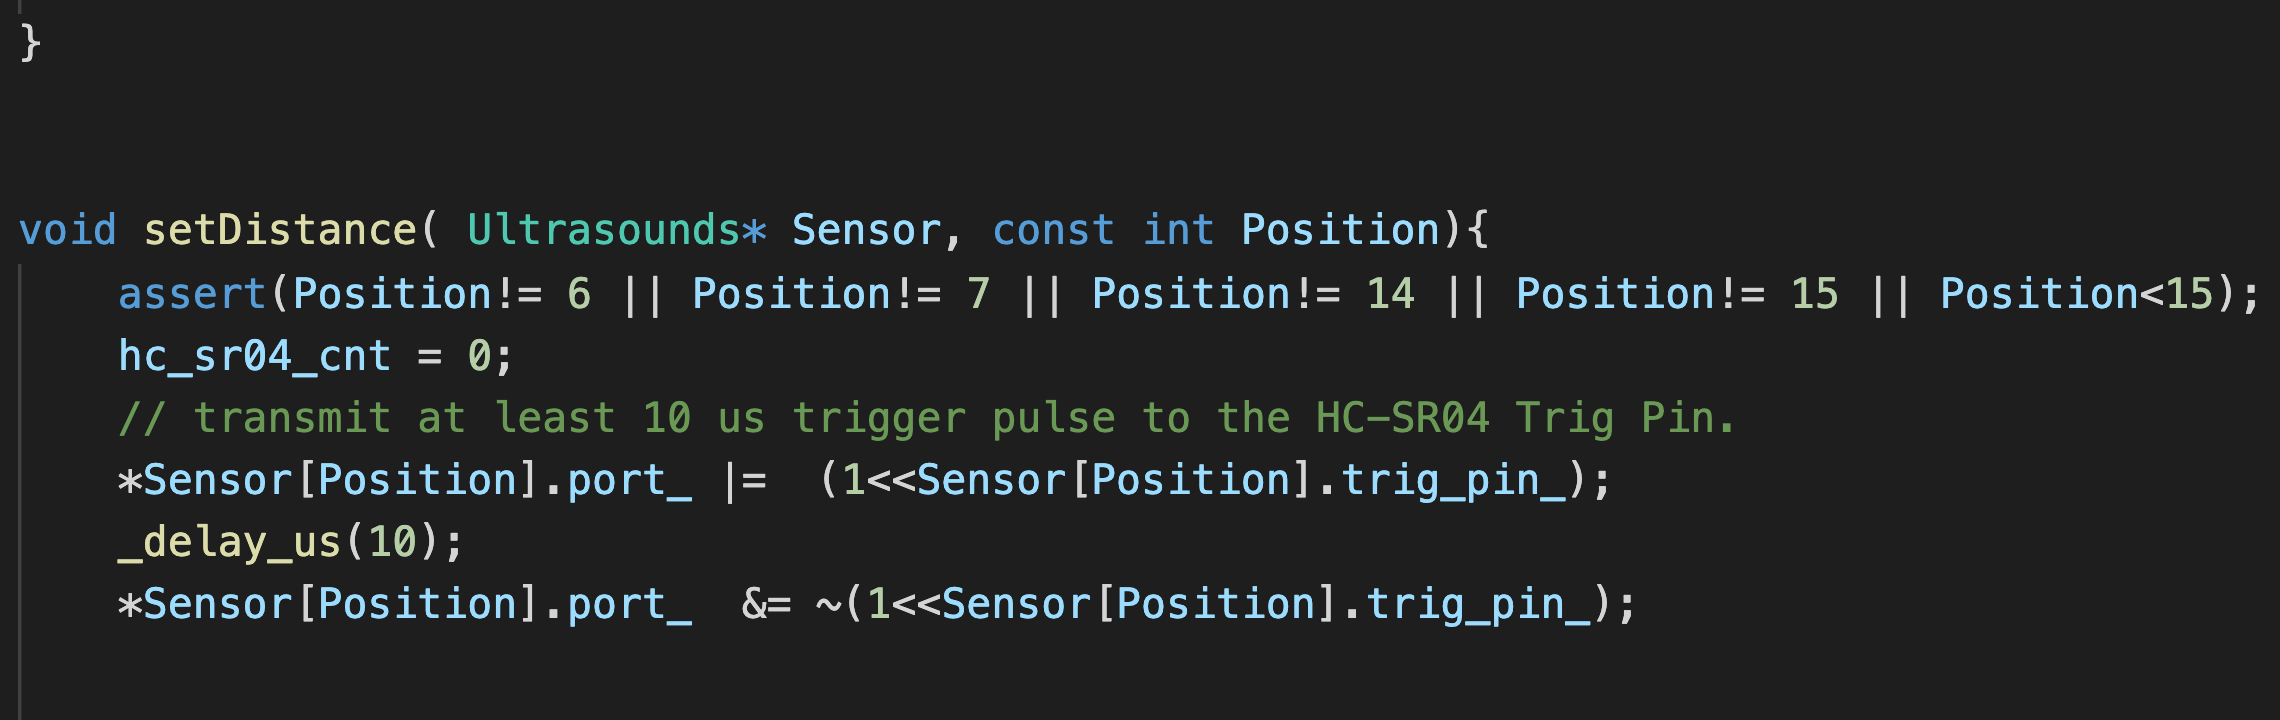 }
void setDistance( Ultrasounds* Sensor, const int Position){
    assert(Position!= 6 || Position!= 7 || Position!= 14 || Position!= 15 || Position<15);
    hc_sr04_cnt = 0;
    // transmit at least 10 us trigger pulse to the HC-SR04 Trig Pin.
    *Sensor[Position].port_ |=  (1<<Sensor[Position].trig_pin_);
    _delay_us(10);
    *Sensor[Position].port_  &= ~(1<<Sensor[Position].trig_pin_);